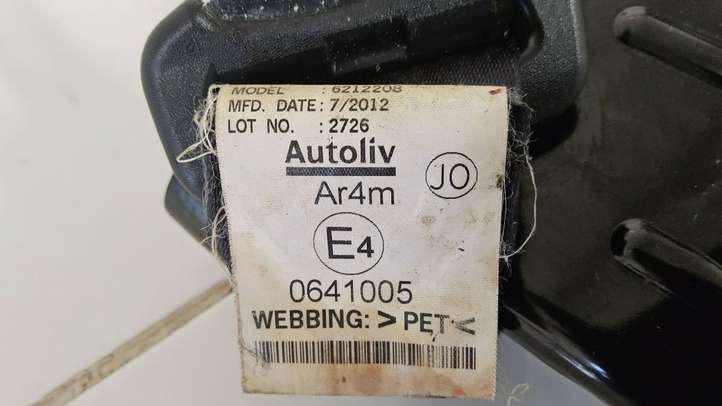 MODEL : 6212208
MFD. DATE: 7/2012
LOT NO. : 2726
Autoliv
Ar4m JO
E4
0641005
WEBBING: > PET <